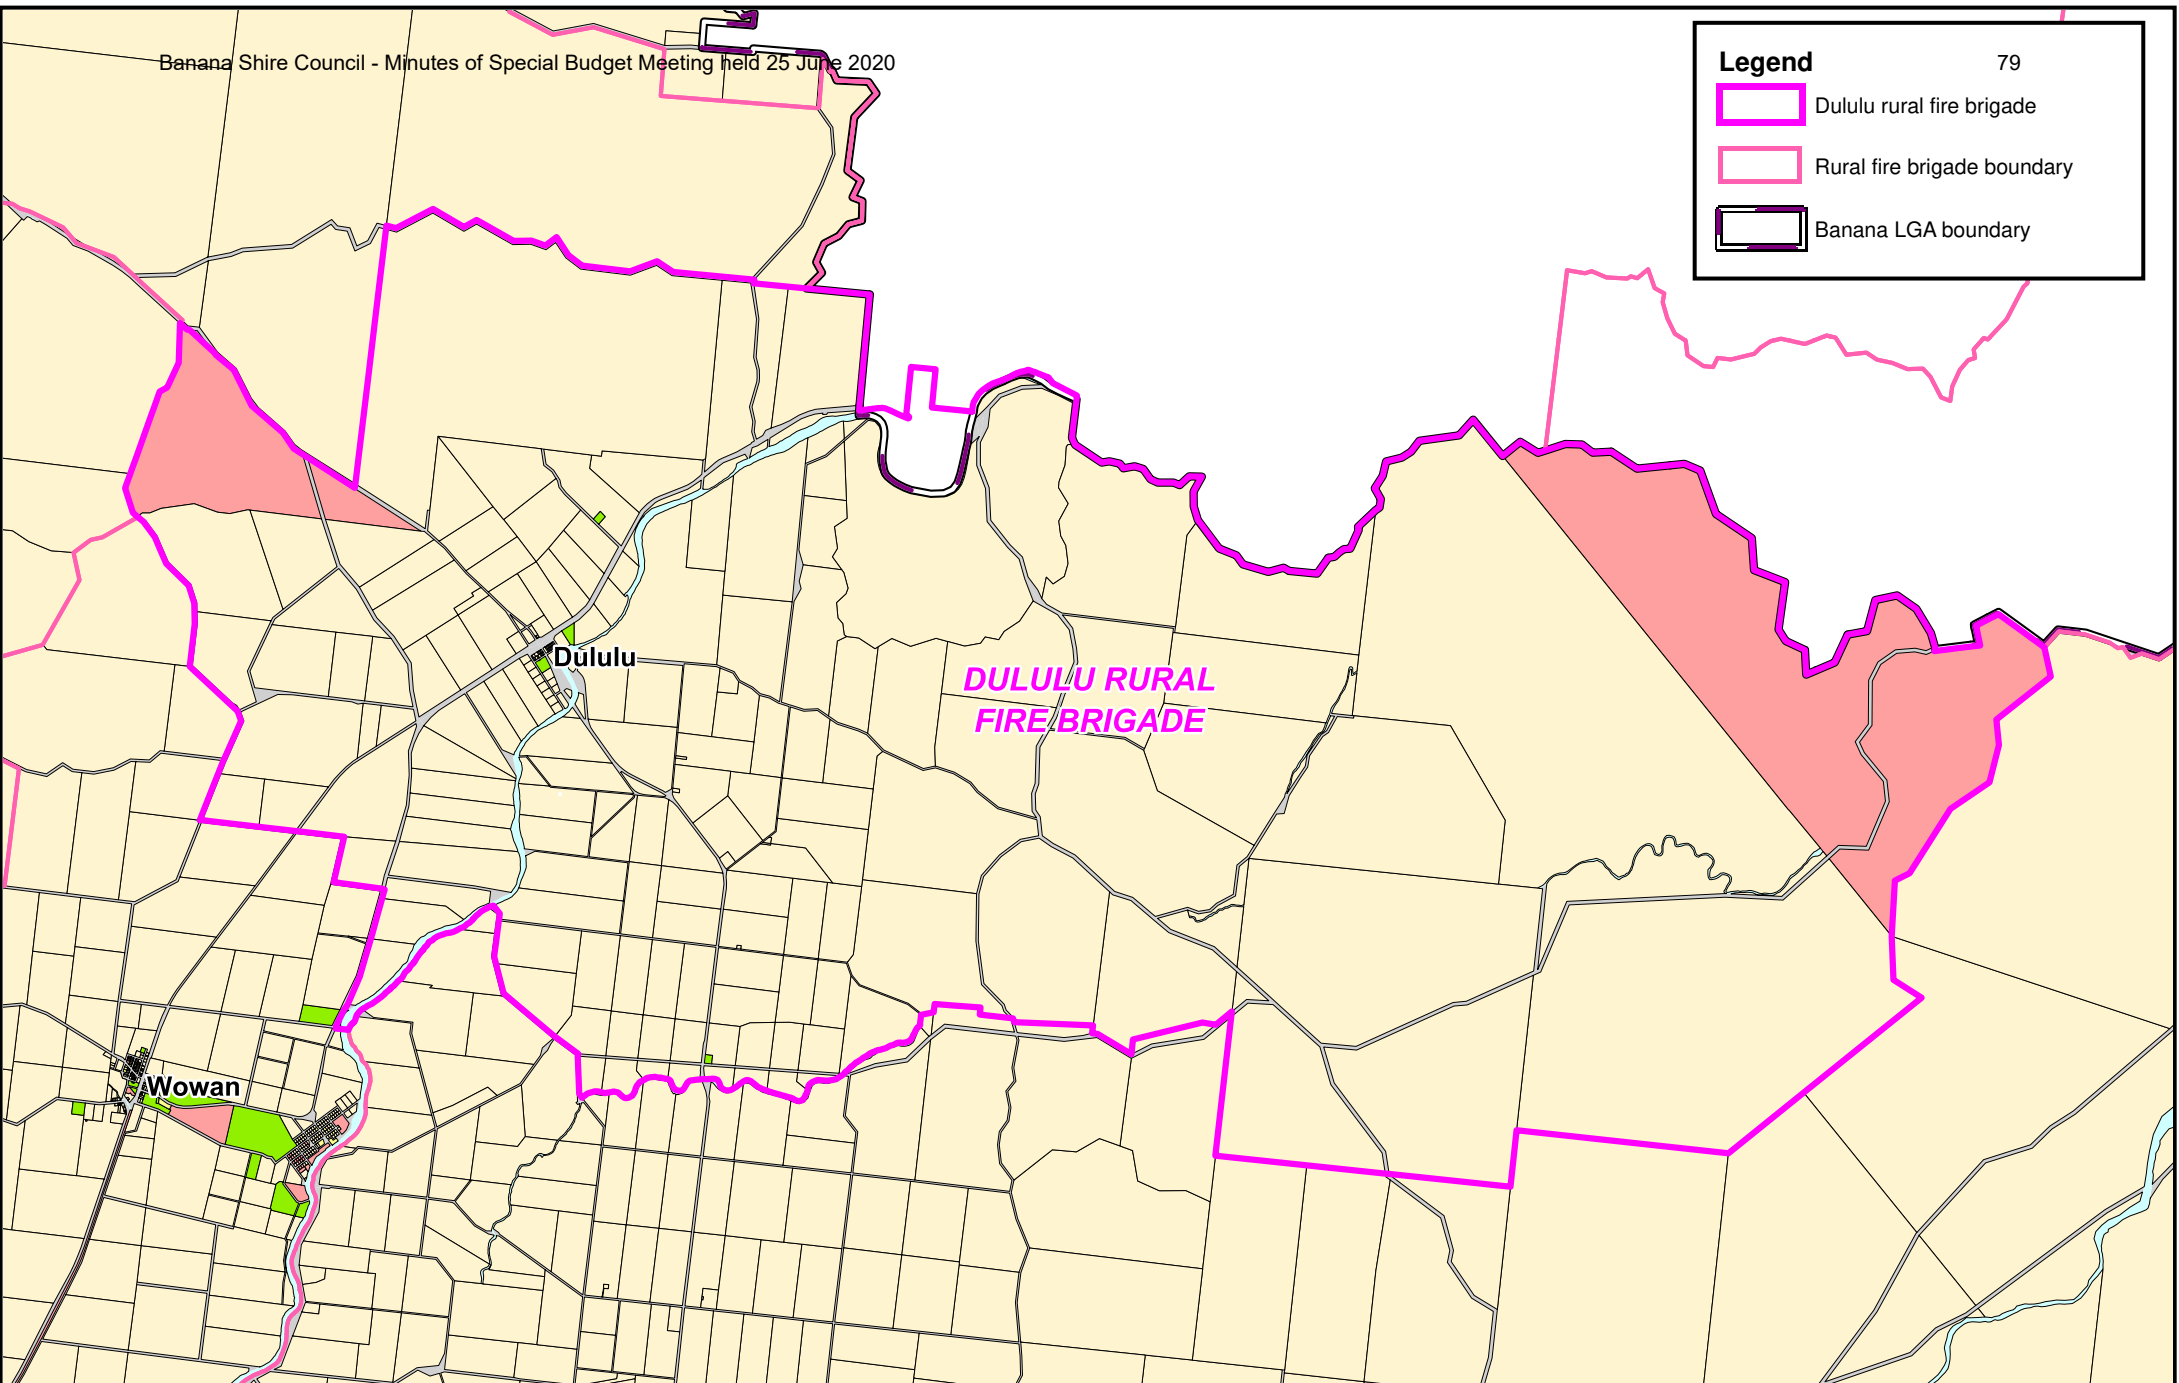 Banana Shire Council - Minutes of Special Budget Meeting held 25 June 2020
Legend
79
Dululu rural fire brigade
Rural fire brigade boundary
Banana LGA boundary
Dululu
DULULU RURAL
FIRE BRIGADE
Wowan